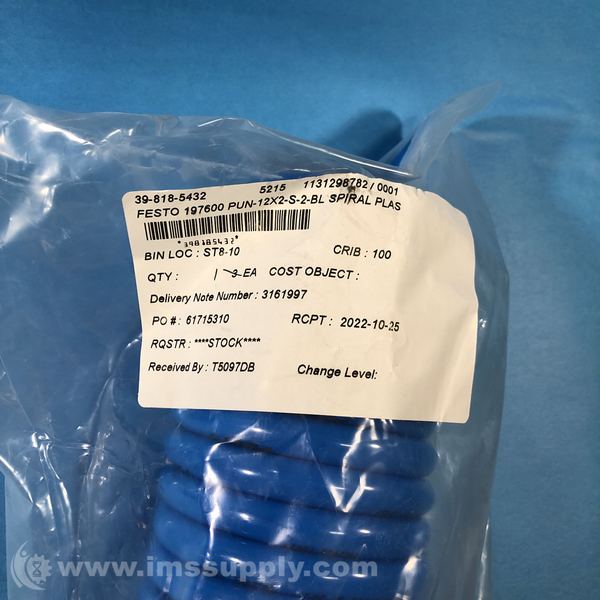 39-818-5432 5215 1131298782 / 0001
FESTO 197600 PUN-12X2-S-2-BL SPIRAL PLAS
*398185432*
BIN LOC : ST8-10 CRIB : 100
QTY : 1 3 EA COST OBJECT :
Delivery Note Number : 3161997
PO # : 61715310 RCPT : 2022-10-25
RQSTR : ****STOCK****
Received By : T5097DB Change Level:
www.imssupply.com